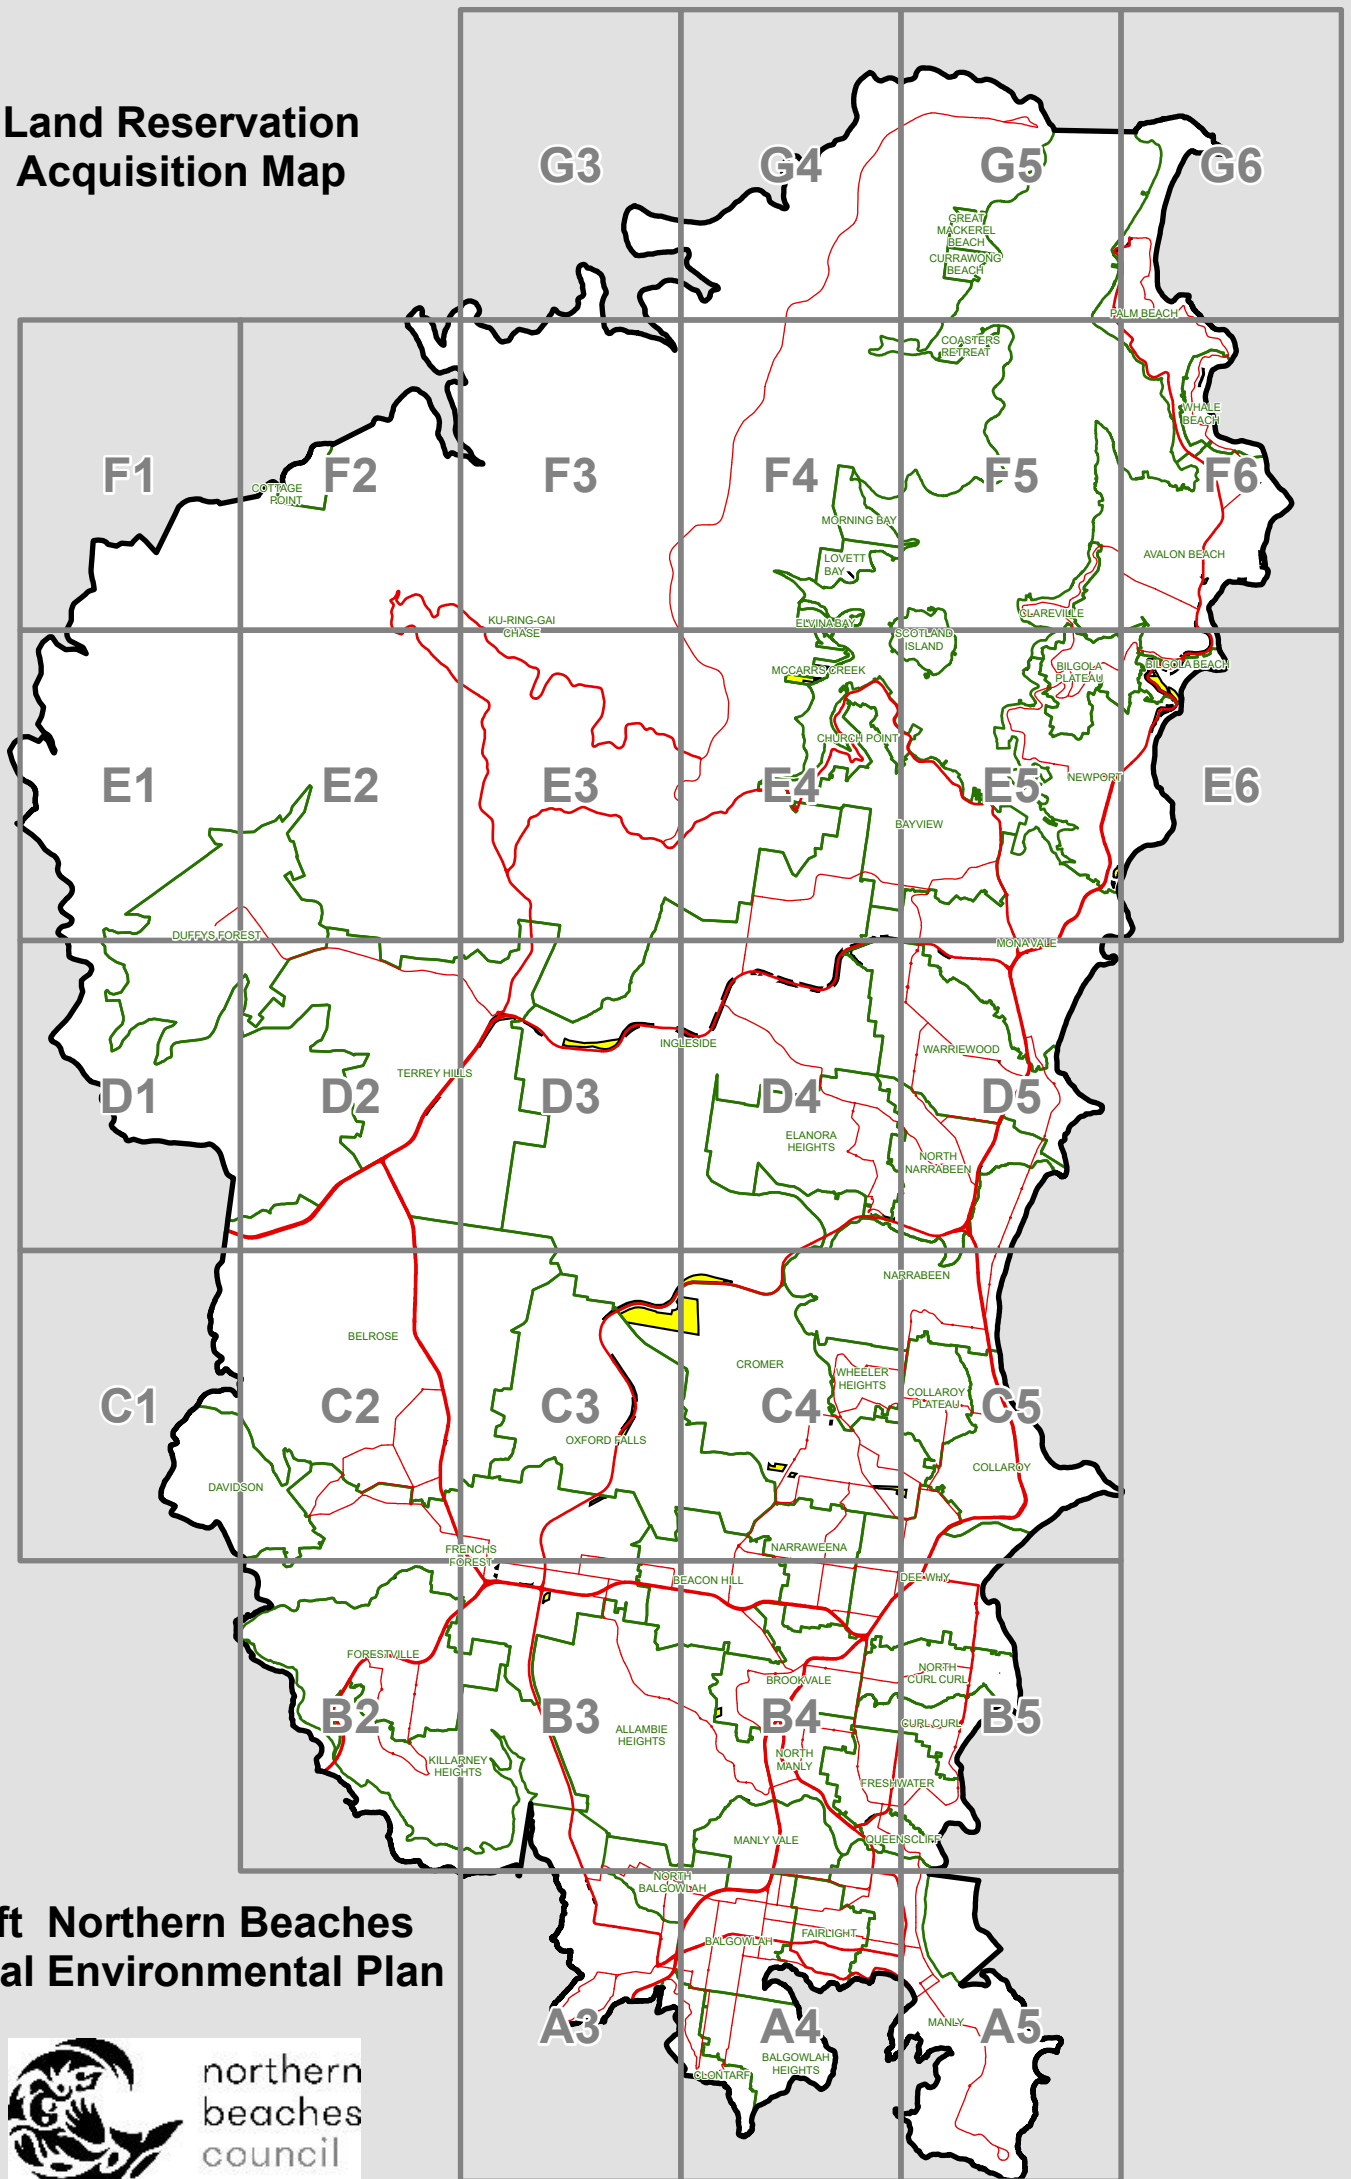 Land Reservation
Acquisition Map
G3
G4
G5
G6
GREAT
MACKEREL
BEACH
CURRAWONG
BEACH
PALM BEACH
COASTERS
RETREAT
WHALE
BEACH
F1
F2
F3
F4
F5
F6
COTTAGE
POINT
MORNING BAY
LOVETT
BAY
AVALON BEACH
CLAREVILLE
KU-RING-GAI
CHASE
ELVINA BAY
SCOTLAND
ISLAND
MCCARRS CREEK
BILGOLA
PLATEAU
BILGOLA BEACH
CHURCH POINT
E1
E2
E3
E4
E5
E6
NEWPORT
BAYVIEW
DUFFYS FOREST
MONA VALE
INGLESIDE
WARRIEWOOD
TERREY HILLS
D1
D2
D3
D4
D5
ELANORA
HEIGHTS
NORTH
NARRABEEN
NARRABEEN
BELROSE
CROMER
WHEELER
HEIGHTS
COLLAROY
PLATEAU
C1
C2
C3
C4
C5
OXFORD FALLS
COLLAROY
DAVIDSON
FRENCHS
FOREST
NARRAWEENA
BEACON HILL
DEE WHY
FORESTVILLE
BROOKVALE
NORTH
CURL CURL
B2
B3
B4
B5
ALLAMBIE
HEIGHTS
CURL CURL
KILLARNEY
HEIGHTS
NORTH
MANLY
FRESHWATER
MANLY VALE
QUEENSCLIFF
NORTH
BALGOWLAH
BALGOWLAH
FAIRLIGHT
ft Northern Beaches
al Environmental Plan
A3
A4
A5
MANLY
BALGOWLAH
HEIGHTS
CLONTARF
northern
beaches
council